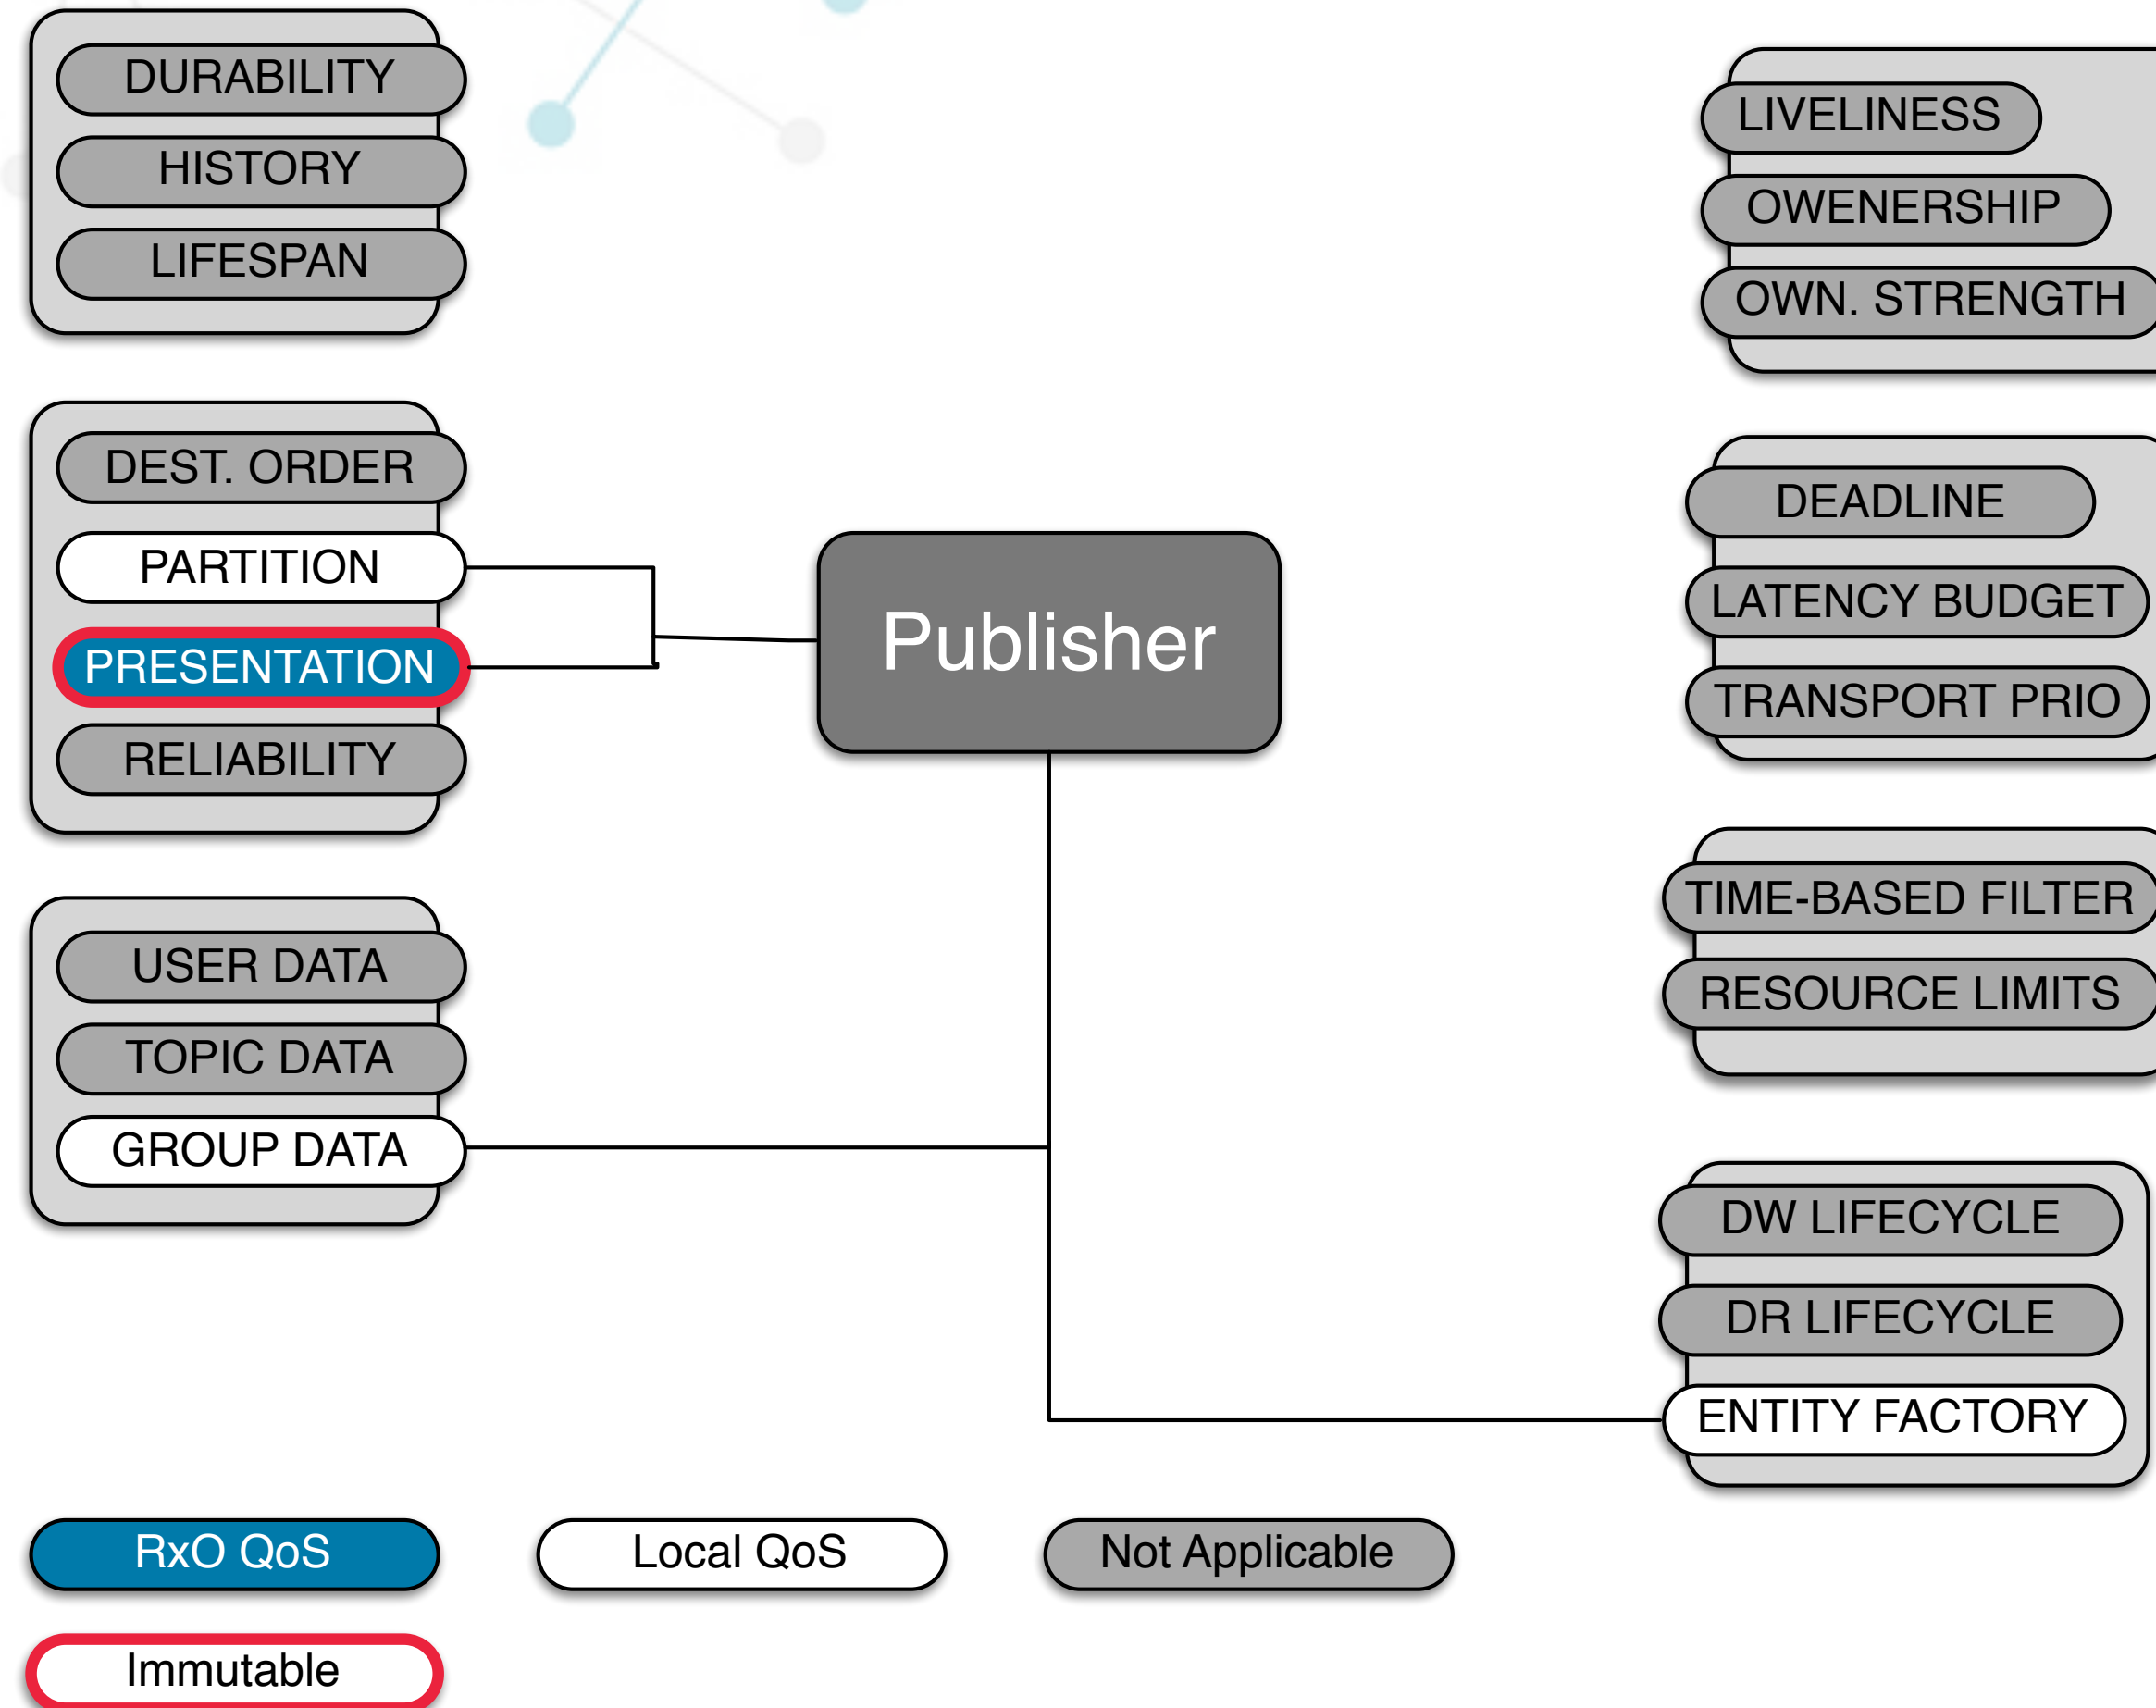 DURABILITY
HISTORY
LIFESPAN
DEST. ORDER
PARTITION
PRESENTATION
RELIABILITY
USER DATA
TOPIC DATA
GROUP DATA
Publisher
LIVELINESS
OWENERSHIP
OWN. STRENGTH
DEADLINE
LATENCY BUDGET
TRANSPORT PRIO
TIME-BASED FILTER
RESOURCE LIMITS
DW LIFECYCLE
DR LIFECYCLE
ENTITY FACTORY
RxO QoS
Local QoS
Not Applicable
Immutable